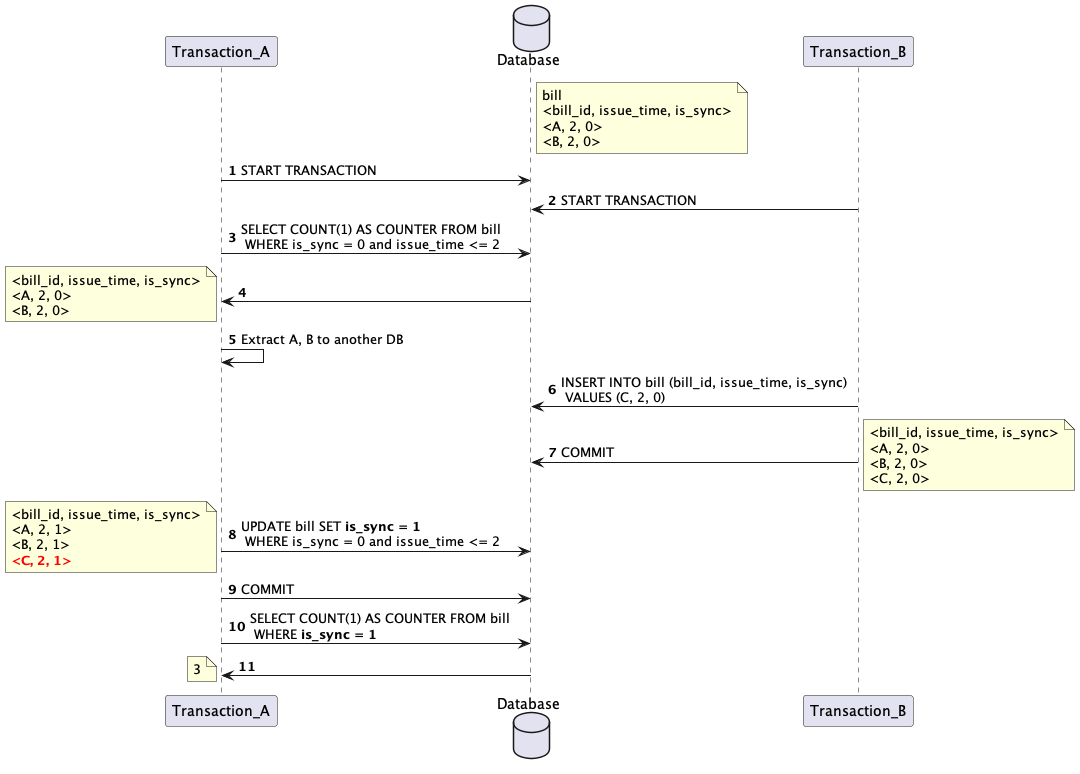 Transaction_A
Database
Transaction_B
bill
<bill_id, issue_time, is_sync>
<A, 2, 0>
<B, 2, 0>
1 START TRANSACTION
2 START TRANSACTION
3 SELECT COUNT(1) AS COUNTER FROM bill
WHERE is_sync = 0 and issue_time <= 2
<bill_id, issue_time, is_sync>
<A, 2, 0>
<B, 2, 0>
4
5 Extract A, B to another DB
6 INSERT INTO bill (bill_id, issue_time, is_sync)
VALUES (C, 2, 0)
7 COMMIT
<bill_id, issue_time, is_sync>
<A, 2, 0>
<B, 2, 0>
<C, 2, 0>
<bill_id, issue_time, is_sync>
<A, 2, 1>
<B, 2, 1>
<C, 2, 1>
8 UPDATE bill SET is_sync = 1
WHERE is_sync = 0 and issue_time <= 2
9 COMMIT
10 SELECT COUNT(1) AS COUNTER FROM bill
WHERE is_sync = 1
3
11
Transaction_A
Database
Transaction_B